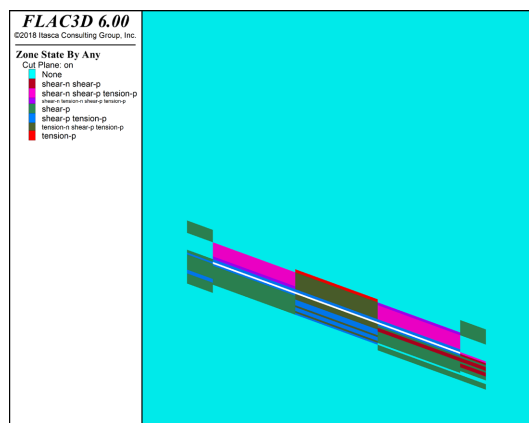 FLAC3D 6.00
©2018 Itasca Consulting Group, Inc.
Zone State By Any
Cut Plane: on
None
shear-n shear-p
shear-n shear-p tension-p
shear-n tension-n shear-p tension-p
shear-p
shear-p tension-p
tension-n shear-p tension-p
tension-p